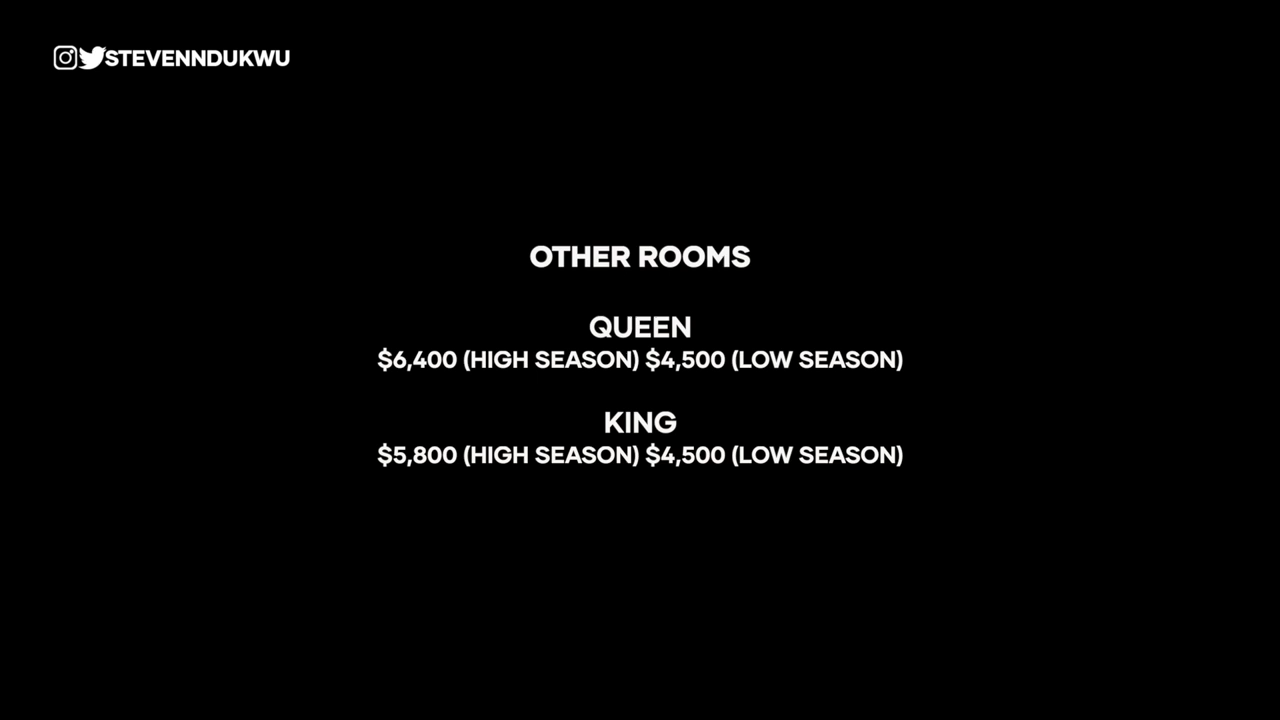 STEVENNDUKWU
OTHER ROOMS
QUEEN
$6,400 (HIGH SEASON) $4,500 (LOW SEASON)
KING
$5,800 (HIGH SEASON) $4,500 (LOW SEASON)